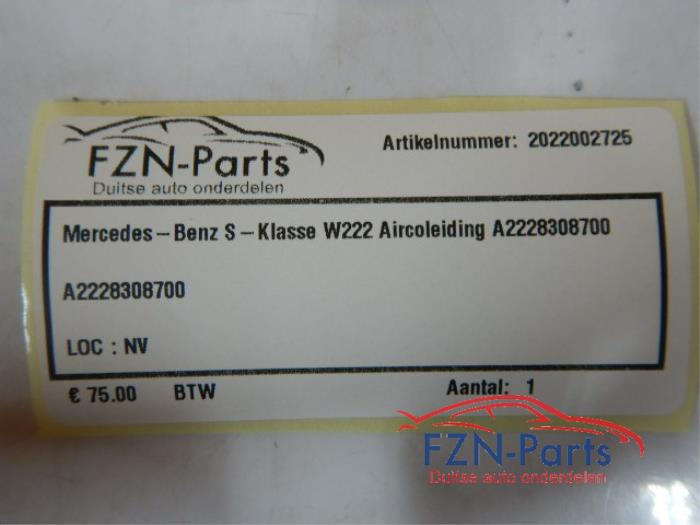 FZN-Parts
Duitse auto onderdelen
Artikelnummer: 2022002725
Mercedes-Benz S-Klasse W222 Aircoleiding A2228308700
A2228308700
LOC : NV
€ 75.00 BTW Aantal: 1
FZN-Parts
Duitse auto onderdelen